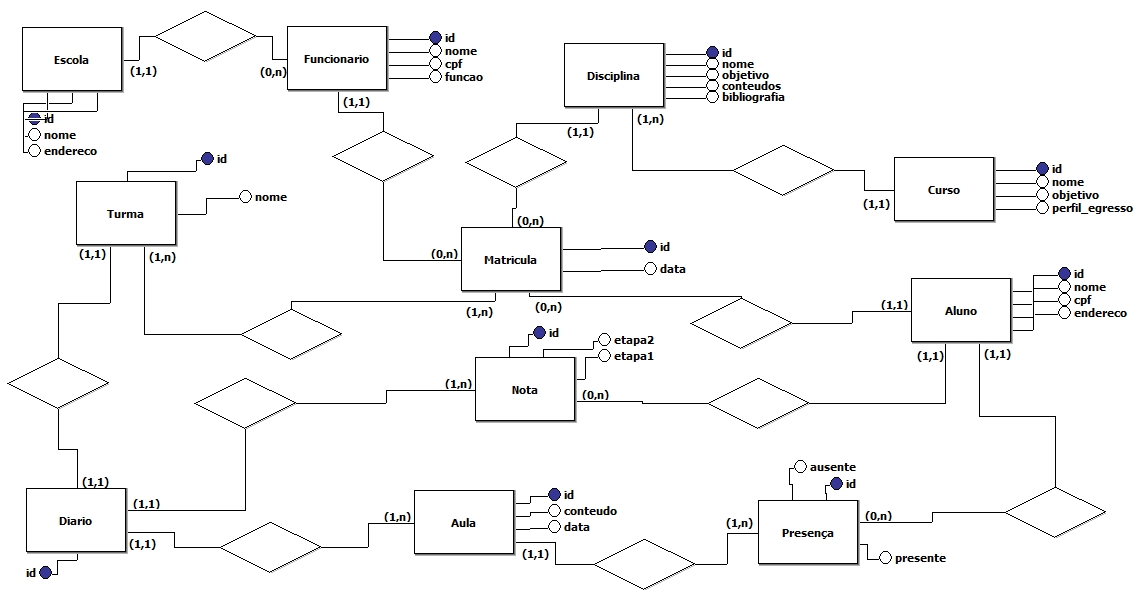 Escola
(1,1)
(0,n)
Funcionario
id
nome
cpf
funcao
(1,1)
id
nome
endereco
Disciplina
id
nome
objetivo
conteudos
bibliografia
(1,1)
(1,n)
Curso
id
nome
objetivo
perfil_egresso
(1,1)
Turma
id
nome
(1,1)
(1,n)
(0,n)
(0,n)
Matricula
id
data
(1,n)
(0,n)
(1,1)
Aluno
id
nome
cpf
endereco
(1,1)
(1,1)
id
etapa2
etapa1
(1,n)
Nota
(0,n)
(1,1)
Diario
(1,1)
(1,1)
id
(1,n)
Aula
id
conteudo
data
(1,1)
ausente
id
(1,n)
Presença
(0,n)
presente